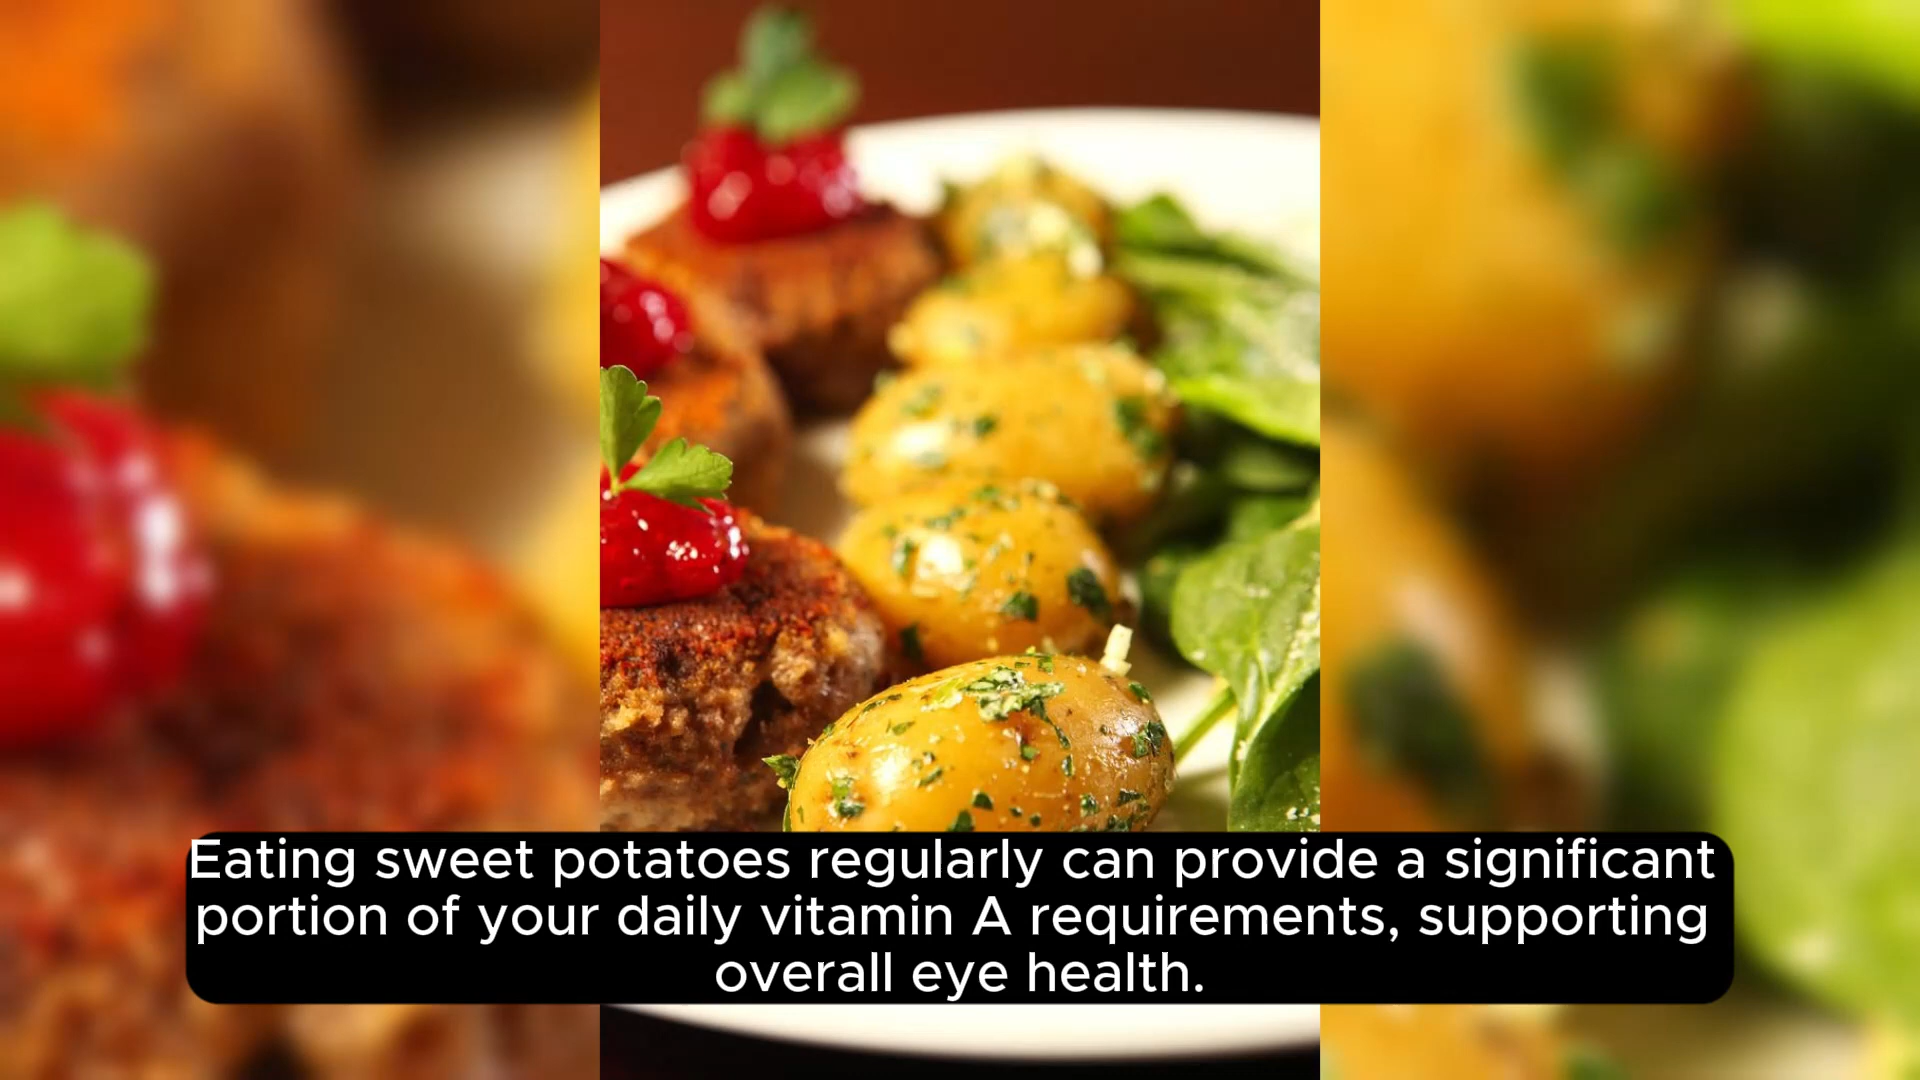 Eating sweet potatoes regularly can provide a significant
portion of your daily vitamin A requirements, supporting
overall eye health.